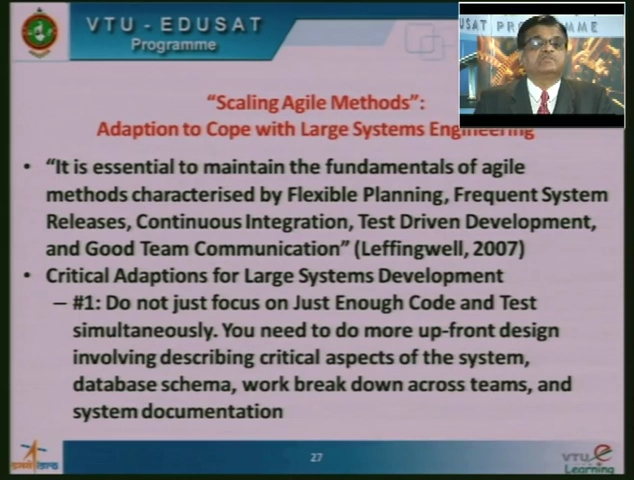 VTU - EDUSAT
Programme
USAT PROGRAMME
"Scaling Agile Methods":
Adaption to Cope with Large Systems Engineering
• "It is essential to maintain the fundamentals of agile
methods characterised by Flexible Planning, Frequent System
Releases, Continuous Integration, Test Driven Development,
and Good Team Communication" (Leffingwell, 2007)
• Critical Adaptions for Large Systems Development
– #1: Do not just focus on Just Enough Code and Test
simultaneously. You need to do more up-front design
involving describing critical aspects of the system,
database schema, work break down across teams, and
system documentation
27
VTU e
Learning